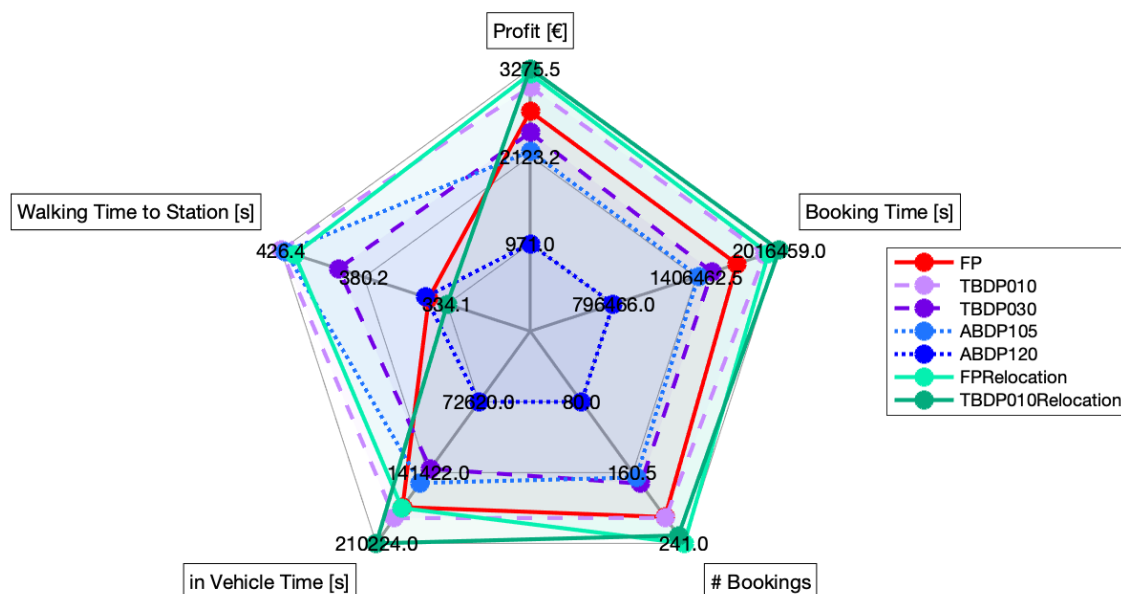 Profit [€]
3275.5
2123.2
Walking Time to Station [s]
Booking Time [s]
426.4
2016459.0
380.2
1406462.5
971.0
334.1
796466.0
FP
TBDP010
TBDP030
ABDP105
ABDP120
FPRelocation
TBDP010Relocation
72620.0
80.0
141422.0
160.5
210224.0
241.0
in Vehicle Time [s]
# Bookings